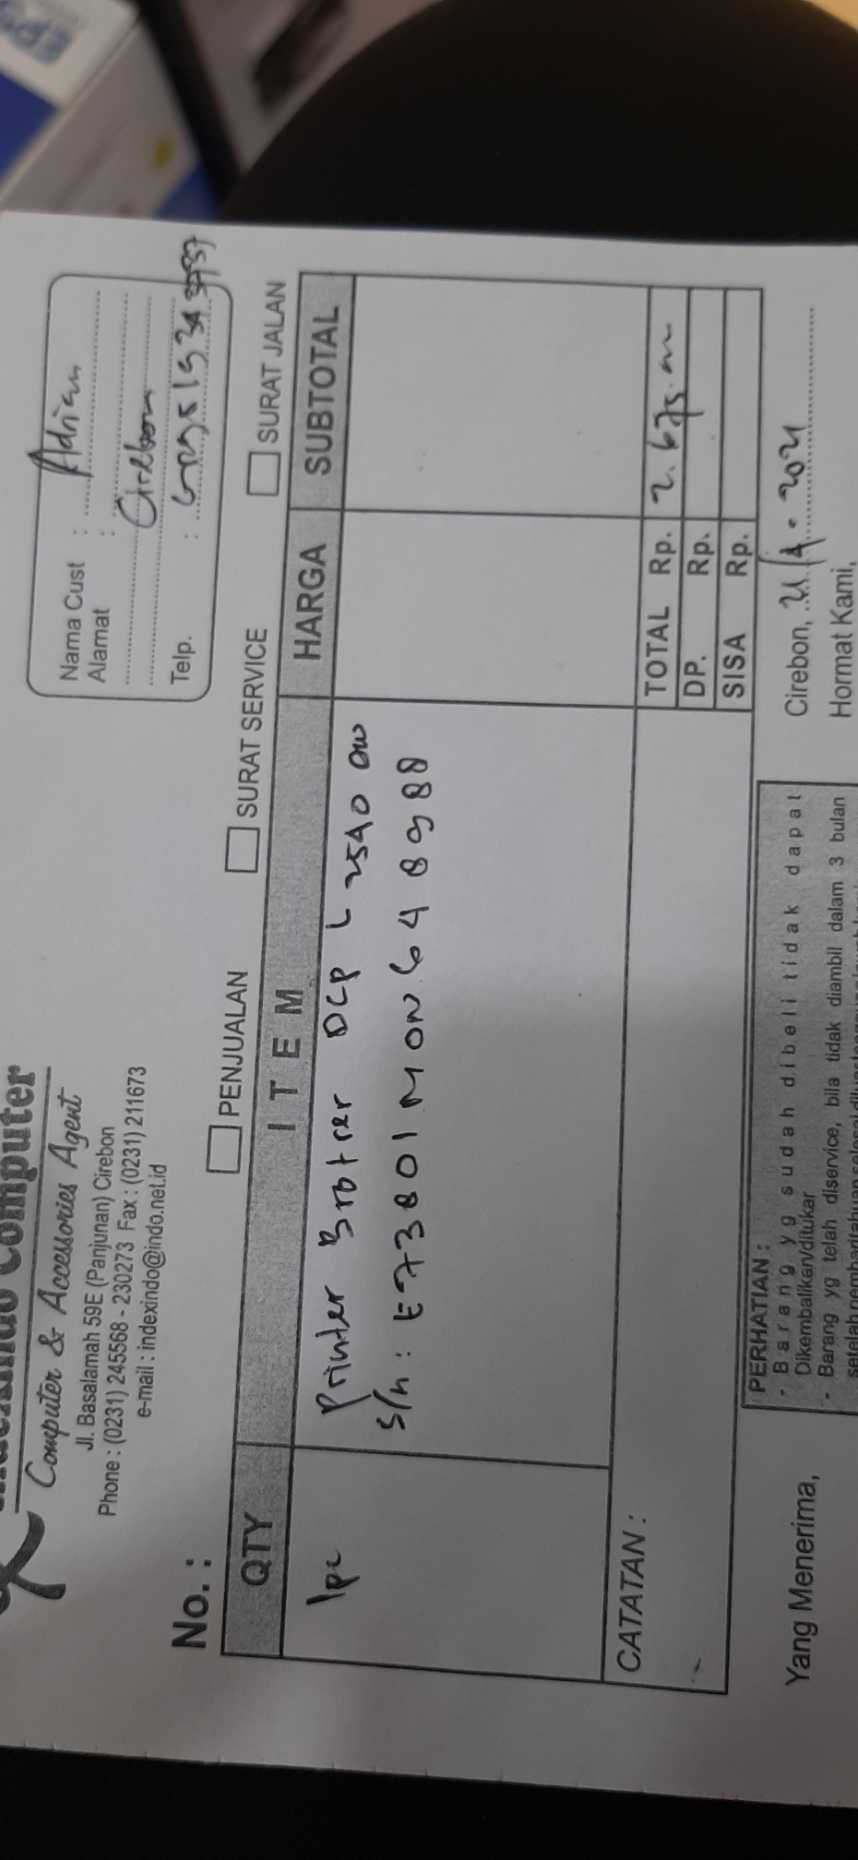 Computer
Computer & Accessories Agent
Jl. Basalamah 59E (Panjunan) Cirebon
Phone : (0231) 245568 - 230273 Fax : (0231) 211673
e-mail : indexindo@indo.net.id
Nama Cust : Adrian
Alamat : Cirebon
Telp. :
No. :
PENJUALAN SURAT SERVICE SURAT JALAN
QTY ITEM HARGA SUBTOTAL
1pc Printer Brother DCP L 2540 DW
S/n : E73801M0N648988
CATATAN :
TOTAL Rp. 2.675.
DP. Rp.
SISA Rp.
PERHATIAN :
- Barang yg sudah dibeli tidak dapat
Dikembalikan/ditukar
- Barang yg telah diservice, bila tidak diambil dalam 3 bulan
Cirebon, 21/4 - 2021
Yang Menerima,
Hormat Kami,